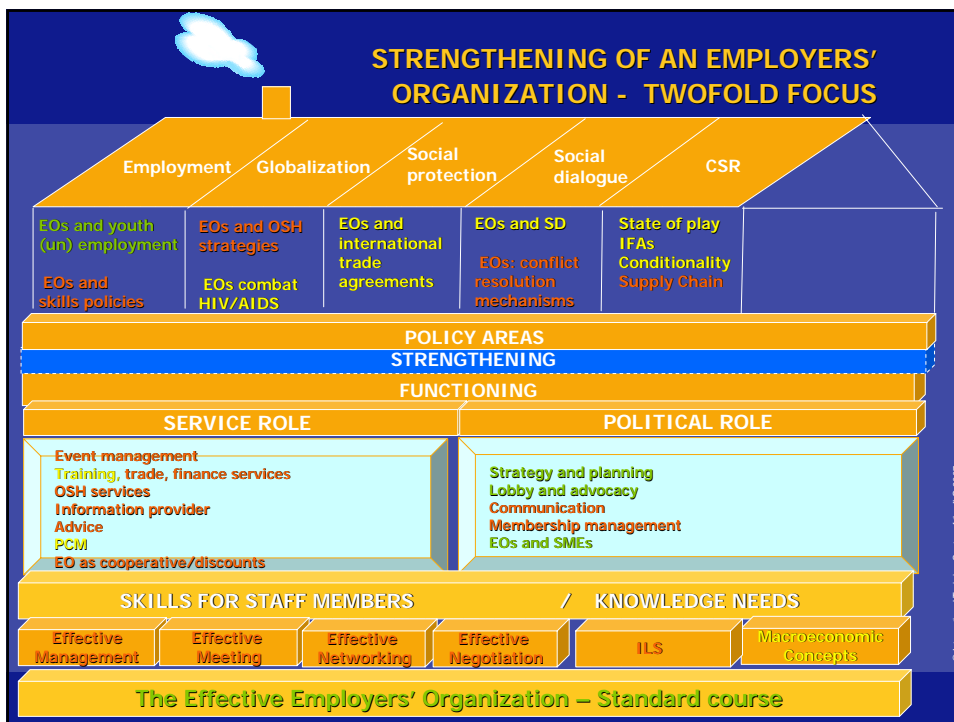 STRENGTHENING OF AN EMPLOYERS'
ORGANIZATION - TWOFOLD FOCUS
Employment
Globalization
Social
protection
Social
dialogue
CSR
EOs and youth
(un) employment
EOs and
skills policies
EOs and OSH
strategies
EOs combat
HIV/AIDS
EOs and
international
trade
agreements
EOs and SD
EOs: conflict
resolution
mechanisms
State of play
IFAs
Conditionality
Supply Chain
POLICY AREAS
STRENGTHENING
FUNCTIONING
SERVICE ROLE
POLITICAL ROLE
Event management
Training, trade, finance services
OSH services
Information provider
Advice
PCM
EO as cooperative/discounts
Strategy and planning
Lobby and advocacy
Communication
Membership management
EOs and SMEs
SKILLS FOR STAFF MEMBERS / KNOWLEDGE NEEDS
Effective
Management
Effective
Meeting
Effective
Networking
Effective
Negotiation
ILS
Macroeconomic
Concepts
The Effective Employers' Organization – Standard course